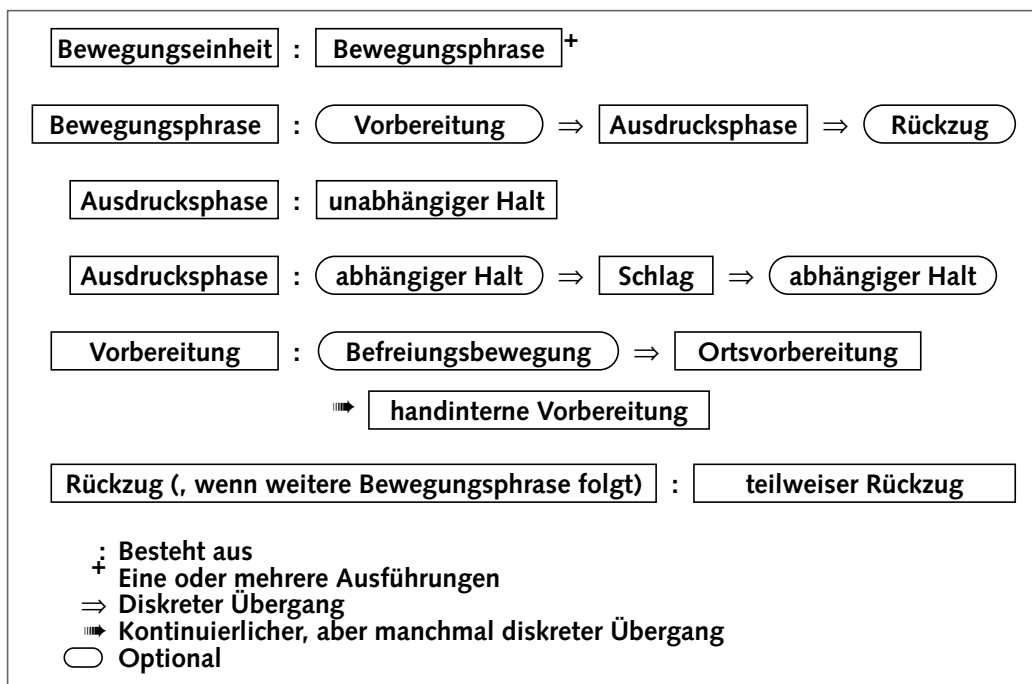 Bewegungseinheit : Bewegungsphrase +
Bewegungsphrase : Vorbereitung ⇒ Ausdrucksphase ⇒ Rückzug
Ausdrucksphase : unabhängiger Halt
Ausdrucksphase : abhängiger Halt ⇒ Schlag ⇒ abhängiger Halt
Vorbereitung : Befreiungsbewegung ⇒ Ortsvorbereitung
➠ handinterne Vorbereitung
Rückzug (, wenn weitere Bewegungsphrase folgt) : teilweiser Rückzug
: Besteht aus
+ Eine oder mehrere Ausführungen
⇒ Diskreter Übergang
➠ Kontinuierlicher, aber manchmal diskreter Übergang
Optional